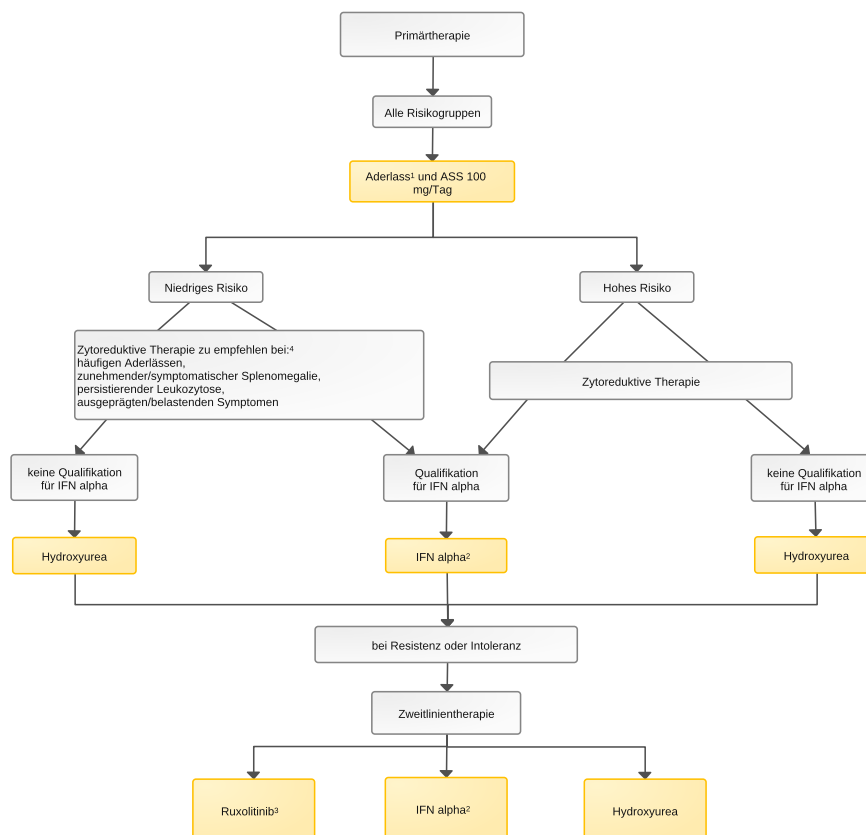 Primärtherapie
Alle Risikogruppen
Aderlass¹ und ASS 100
mg/Tag
Niedriges Risiko
Hohes Risiko
Zytoreduktive Therapie zu empfehlen bei:⁴
häufigen Aderlässen,
zunehmender/symptomatischer Splenomegalie,
persistierender Leukozytose,
ausgeprägten/belastenden Symptomen
Zytoreduktive Therapie
keine Qualifikation
für IFN alpha
Qualifikation
für IFN alpha
keine Qualifikation
für IFN alpha
Hydroxyurea
IFN alpha²
Hydroxyurea
bei Resistenz oder Intoleranz
Zweitlinientherapie
Ruxolitinib³
IFN alpha²
Hydroxyurea